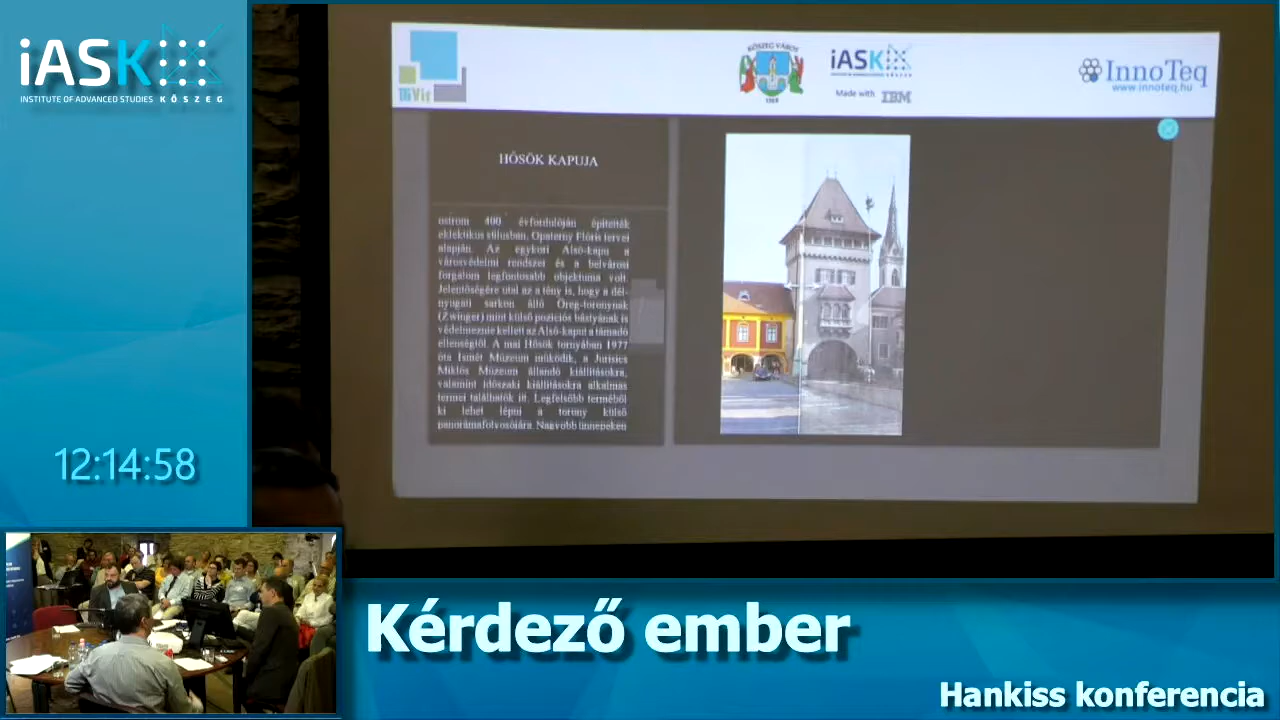 iASK
INSTITUTE OF ADVANCED STUDIES KŐSZEG
12:14:58
KŐSZEG VÁROS
1328
iASK
Made with IBM
InnoTeq
www.innoteq.hu
HŐSÖK KAPUJA
ostrom 400 évfordulóján építették
eklektikus stílusban, Opaterny Flóris tervei
alapján. Az egykori Alsó-kapu a
városvédelmi rendszer és a belvárosi
forgalom legfontosabb objektuma volt.
Jelentőségére utal az a tény is, hogy a dél-
nyugati sarkon álló Öreg-toronynak
(Zwinger) mint külső pozíciós bástyának is
védelmeznie kellett az Alsó-kaput a támadó
ellenségtől. A mai Hősök tornyában 1977
óta ismét Múzeum működik, a Jurisics
Miklós Múzeum állandó kiállításokra,
valamint időszaki kiállításokra alkalmas
termei találhatók itt. Legfelsőbb terméből
ki lehet lépni a torony külső
panorámafolyosójára. Nagyobb ünnepeken
Kérdező ember
Hankiss konferencia